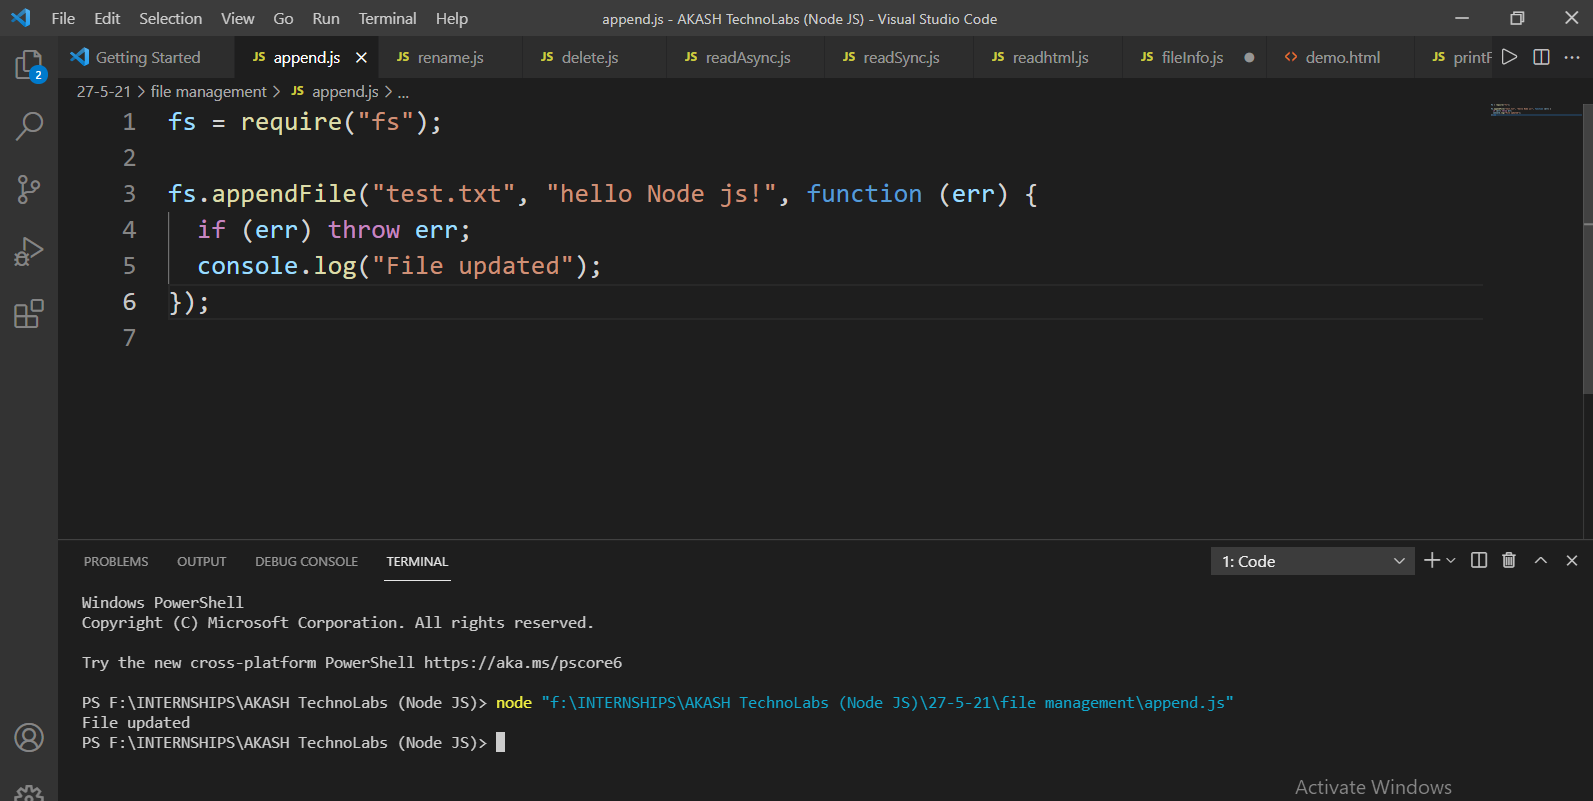 File Edit Selection View Go Run Terminal Help append.js - AKASH TechnoLabs (Node JS) - Visual Studio Code
Getting Started JS append.js JS rename.js JS delete.js JS readAsync.js JS readSync.js JS readhtml.js JS fileInfo.js demo.html JS printF
2
27-5-21 > file management > JS append.js > ...
1 fs = require("fs");
2
3 fs.appendFile("test.txt", "hello Node js!", function (err) {
4 if (err) throw err;
5 console.log("File updated");
6 });
7
PROBLEMS OUTPUT DEBUG CONSOLE TERMINAL 1: Code
Windows PowerShell
Copyright (C) Microsoft Corporation. All rights reserved.
Try the new cross-platform PowerShell https://aka.ms/pscore6
PS F:\INTERNSHIPS\AKASH TechnoLabs (Node JS)> node "f:\INTERNSHIPS\AKASH TechnoLabs (Node JS)\27-5-21\file management\append.js"
File updated
PS F:\INTERNSHIPS\AKASH TechnoLabs (Node JS)>
Activate Windows